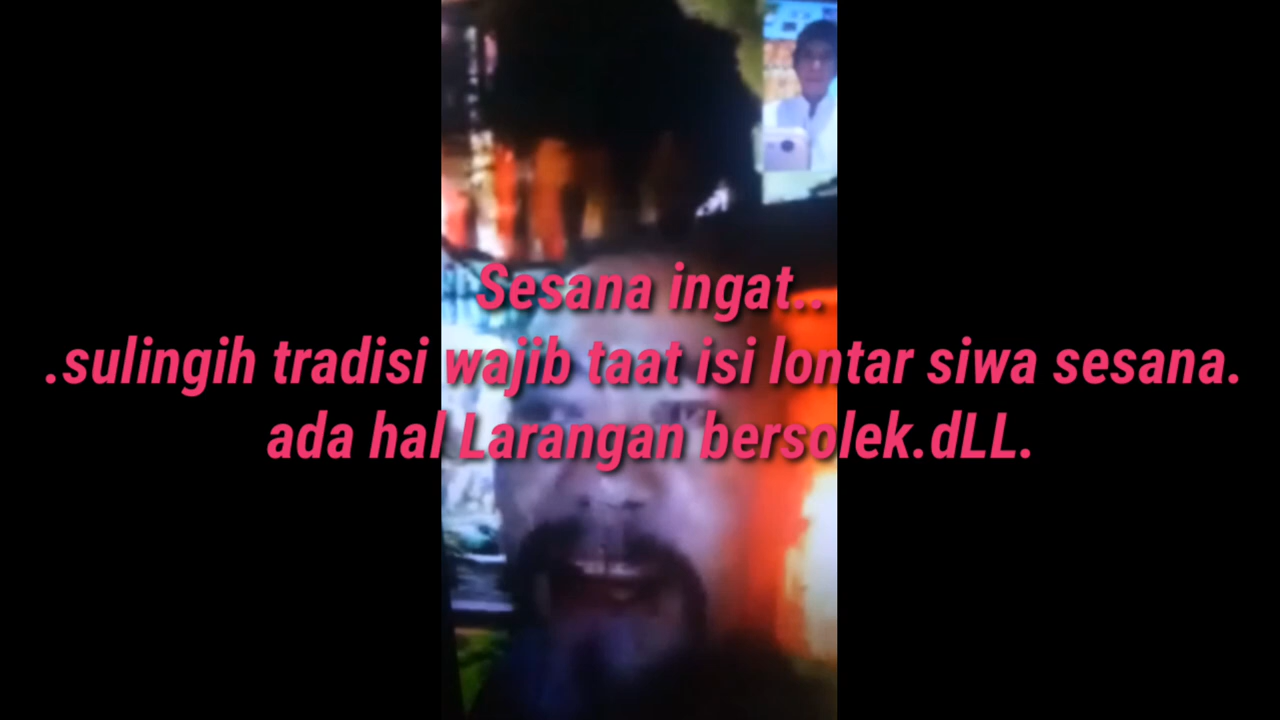 Sesana ingat..
.sulingih tradisi wajib taat isi lontar siwa sesana.
ada hal Larangan bersolek.dLL.